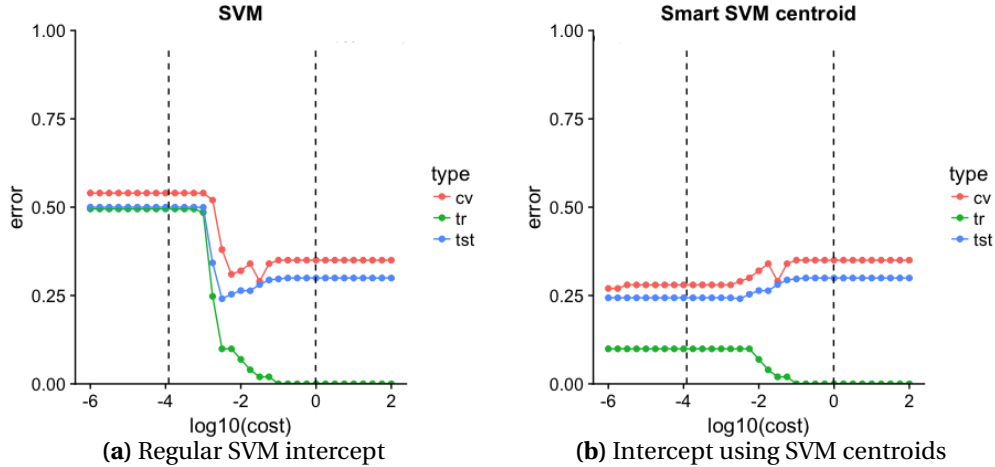 SVM
1.00
0.75
0.50
0.25
0.00
error
-6
-4
-2
0
2
log10(cost)
type
cv
tr
tst
(a) Regular SVM intercept
Smart SVM centroid
1.00
0.75
0.50
0.25
0.00
error
-6
-4
-2
0
2
log10(cost)
type
cv
tr
tst
(b) Intercept using SVM centroids